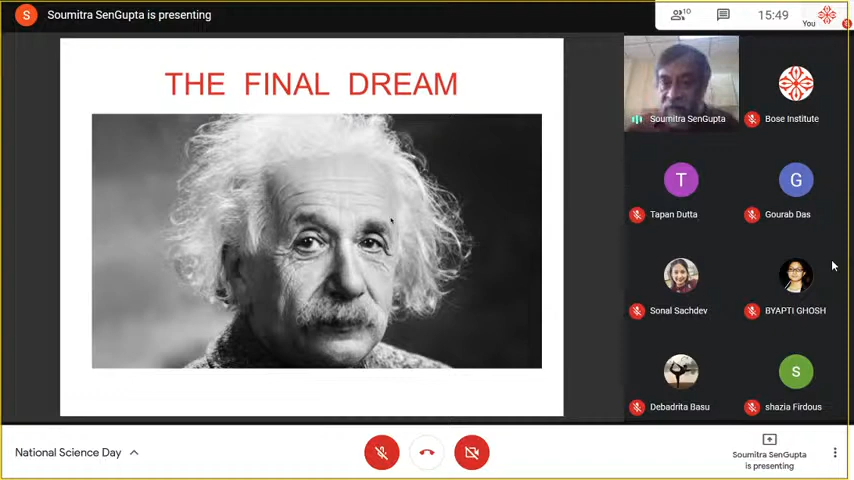 S Soumitra SenGupta is presenting
10
15:49
You
THE FINAL DREAM
Soumitra SenGupta
Bose Institute
T
G
Tapan Dutta
Gourab Das
Sonal Sachdev
BYAPTI GHOSH
S
Debadrita Basu
shazia Firdous
National Science Day
Soumitra SenGupta
is presenting